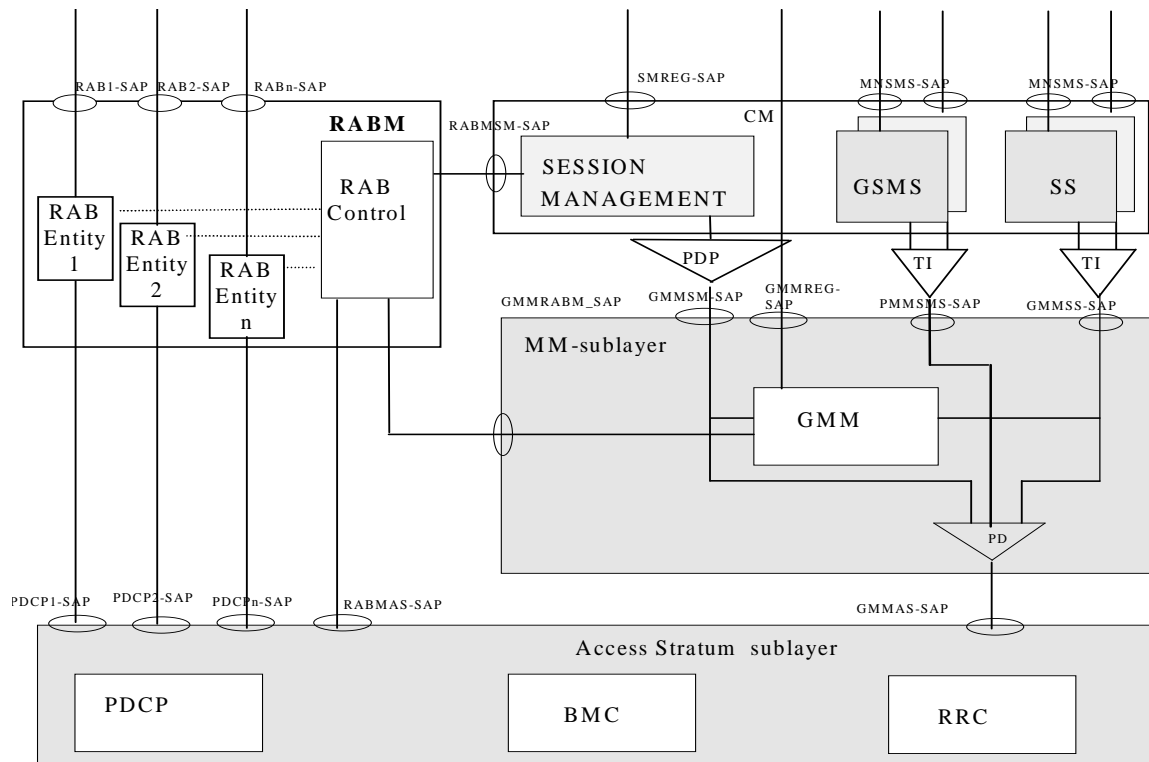 SMREG-SAP
RAB1-SAP
RAB2-SAP
RABn-SAP
MNSMS-SAP
MNSMS-SAP
CM
RABM
RABMSM-SAP
RAB
Control
SESSION
MANAGEMENT
GSMS
SS
RAB
Entity
1
RAB
Entity
2
RAB
Entity
n
PDP
TI
TI
GMMRABM_SAP
GMMSM-SAP
GMMREG-
SAP
PMMSMS-SAP
GMMSS-SAP
MM-sublayer
GMM
PD
PDCP1-SAP
PDCP2-SAP
PDCPn-SAP
RABMAS-SAP
GMMAS-SAP
Access Stratum sublayer
PDCP
BMC
RRC